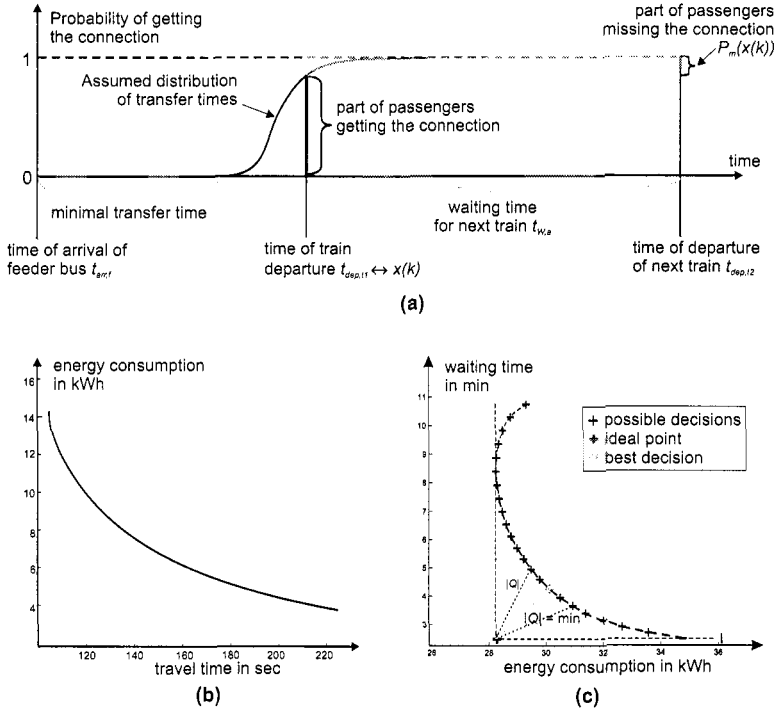 Probability of getting
the connection
part of passengers
missing the connection
Pm(x(k))
1
Assumed distribution
of transfer times
part of passengers
getting the connection
time
0
minimal transfer time
waiting time
for next train tW,a
time of arrival of
feeder bus tarr,f
time of train
departure tdep,t1 ↔ x(k)
time of departure
of next train tdep,t2
(a)
energy consumption
in kWh
16
14
12
10
8
6
4
120 140 160 180 200 220
travel time in sec
(b)
waiting time
in min
11
10
9
8
7
6
5
4
3
possible decisions
ideal point
best decision
|Q|
|Q| = min
26 28 30 32 34 36
energy consumption in kWh
(c)